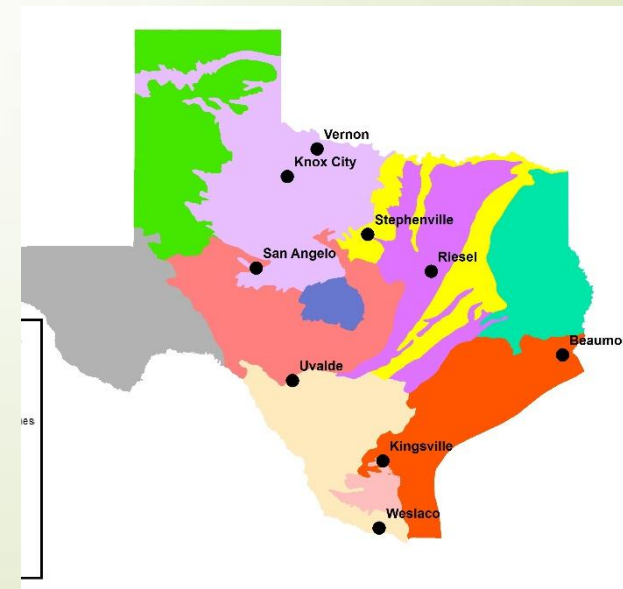 Vernon
Knox City
Stephenville
San Angelo
Riesel
Beaumo
Uvalde
Kingsville
Weslaco